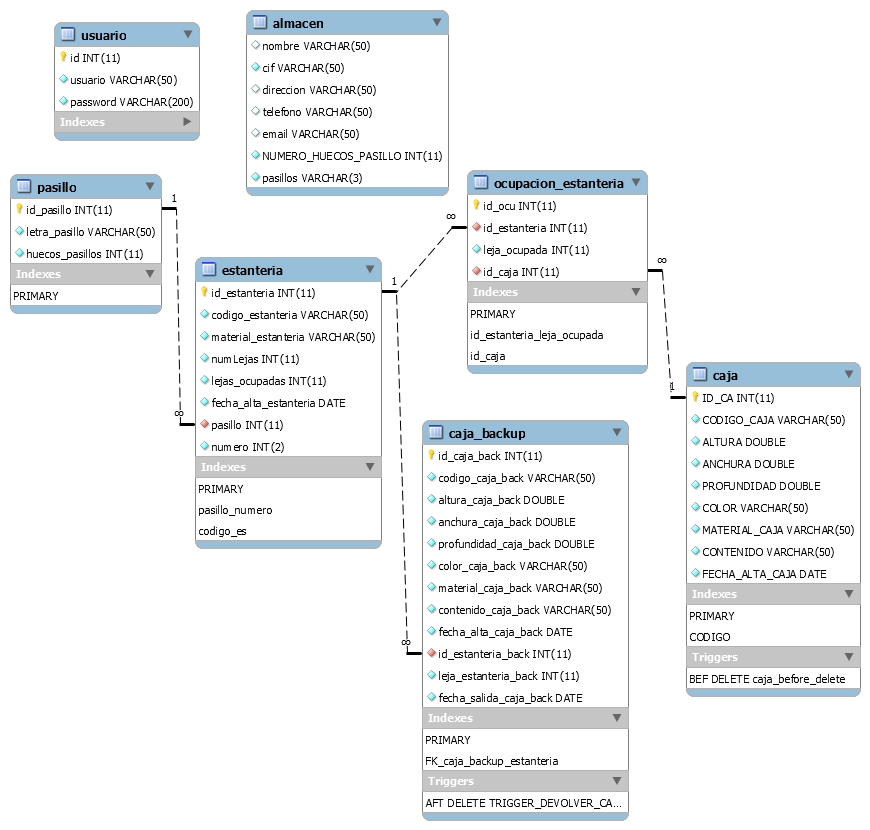 usuario
id INT(11)
usuario VARCHAR(50)
password VARCHAR(200)
Indexes
almacen
nombre VARCHAR(50)
cif VARCHAR(50)
direccion VARCHAR(50)
telefono VARCHAR(50)
email VARCHAR(50)
NUMERO_HUECOS_PASILLO INT(11)
pasillos VARCHAR(3)
pasillo
id_pasillo INT(11)
letra_pasillo VARCHAR(50)
huecos_pasillos INT(11)
Indexes
PRIMARY
1
∞
estanteria
id_estanteria INT(11)
codigo_estanteria VARCHAR(50)
material_estanteria VARCHAR(50)
numLejas INT(11)
lejas_ocupadas INT(11)
fecha_alta_estanteria DATE
pasillo INT(11)
numero INT(2)
Indexes
PRIMARY
pasillo_numero
codigo_es
1
∞
∞
ocupacion_estanteria
id_ocu INT(11)
id_estanteria INT(11)
leja_ocupada INT(11)
id_caja INT(11)
Indexes
PRIMARY
id_estanteria_leja_ocupada
id_caja
∞
1
caja_backup
id_caja_back INT(11)
codigo_caja_back VARCHAR(50)
altura_caja_back DOUBLE
anchura_caja_back DOUBLE
profundidad_caja_back DOUBLE
color_caja_back VARCHAR(50)
material_caja_back VARCHAR(50)
contenido_caja_back VARCHAR(50)
fecha_alta_caja_back DATE
id_estanteria_back INT(11)
leja_estanteria_back INT(11)
fecha_salida_caja_back DATE
Indexes
PRIMARY
FK_caja_backup_estanteria
Triggers
AFT DELETE TRIGGER_DEVOLVER_CA...
caja
ID_CA INT(11)
CODIGO_CAJA VARCHAR(50)
ALTURA DOUBLE
ANCHURA DOUBLE
PROFUNDIDAD DOUBLE
COLOR VARCHAR(50)
MATERIAL_CAJA VARCHAR(50)
CONTENIDO VARCHAR(50)
FECHA_ALTA_CAJA DATE
Indexes
PRIMARY
CODIGO
Triggers
BEF DELETE caja_before_delete